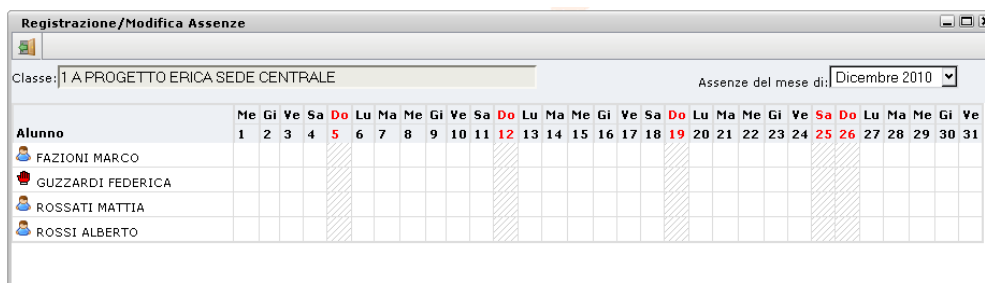 Registrazione/Modifica Assenze
Classe: 1 A PROGETTO ERICA SEDE CENTRALE Assenze del mese di: Dicembre 2010
Me Gi Ve Sa Do Lu Ma Me Gi Ve Sa Do Lu Ma Me Gi Ve Sa Do Lu Ma Me Gi Ve Sa Do Lu Ma Me Gi Ve
Alunno 1 2 3 4 5 6 7 8 9 10 11 12 13 14 15 16 17 18 19 20 21 22 23 24 25 26 27 28 29 30 31
FAZIONI MARCO
GUZZARDI FEDERICA
ROSSATI MATTIA
ROSSI ALBERTO